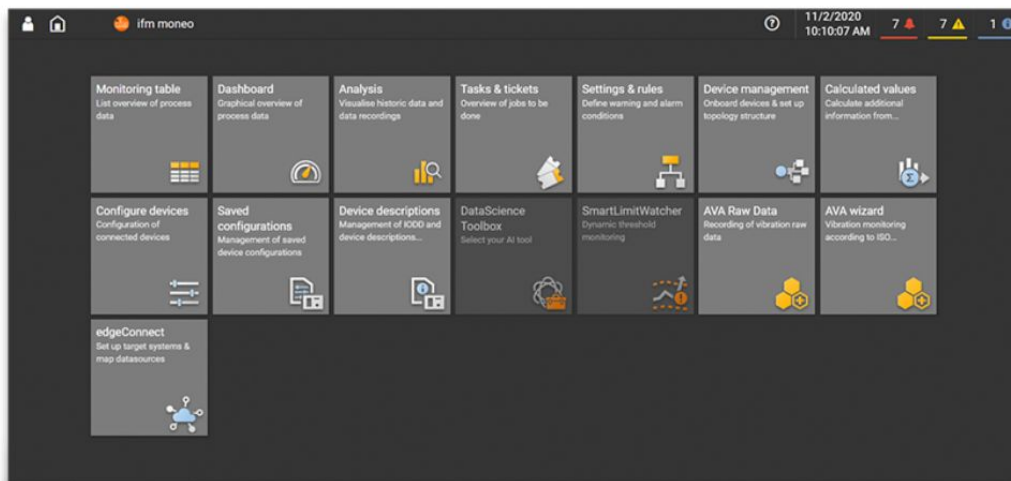 ifm moneo
11/2/2020
10:10:07 AM
7
7
1
Monitoring table
List overview of process
data
Dashboard
Graphical overview of
process data
Analysis
Visualise historic data and
data recordings
Tasks & tickets
Overview of jobs to be
done
Settings & rules
Define warning and alarm
conditions
Device management
Onboard devices & set up
topology structure
Calculated values
Calculate additional
information from...
Configure devices
Configuration of
connected devices
Saved
configurations
Management of saved
device configurations
Device descriptions
Management of IODD and
device descriptions...
DataScience
Toolbox
Select your AI tool
SmartLimitWatcher
Dynamic threshold
monitoring
AVA Raw Data
Recording of vibration raw
data
AVA wizard
Vibration monitoring
according to ISO...
edgeConnect
Set up target systems &
map datasources